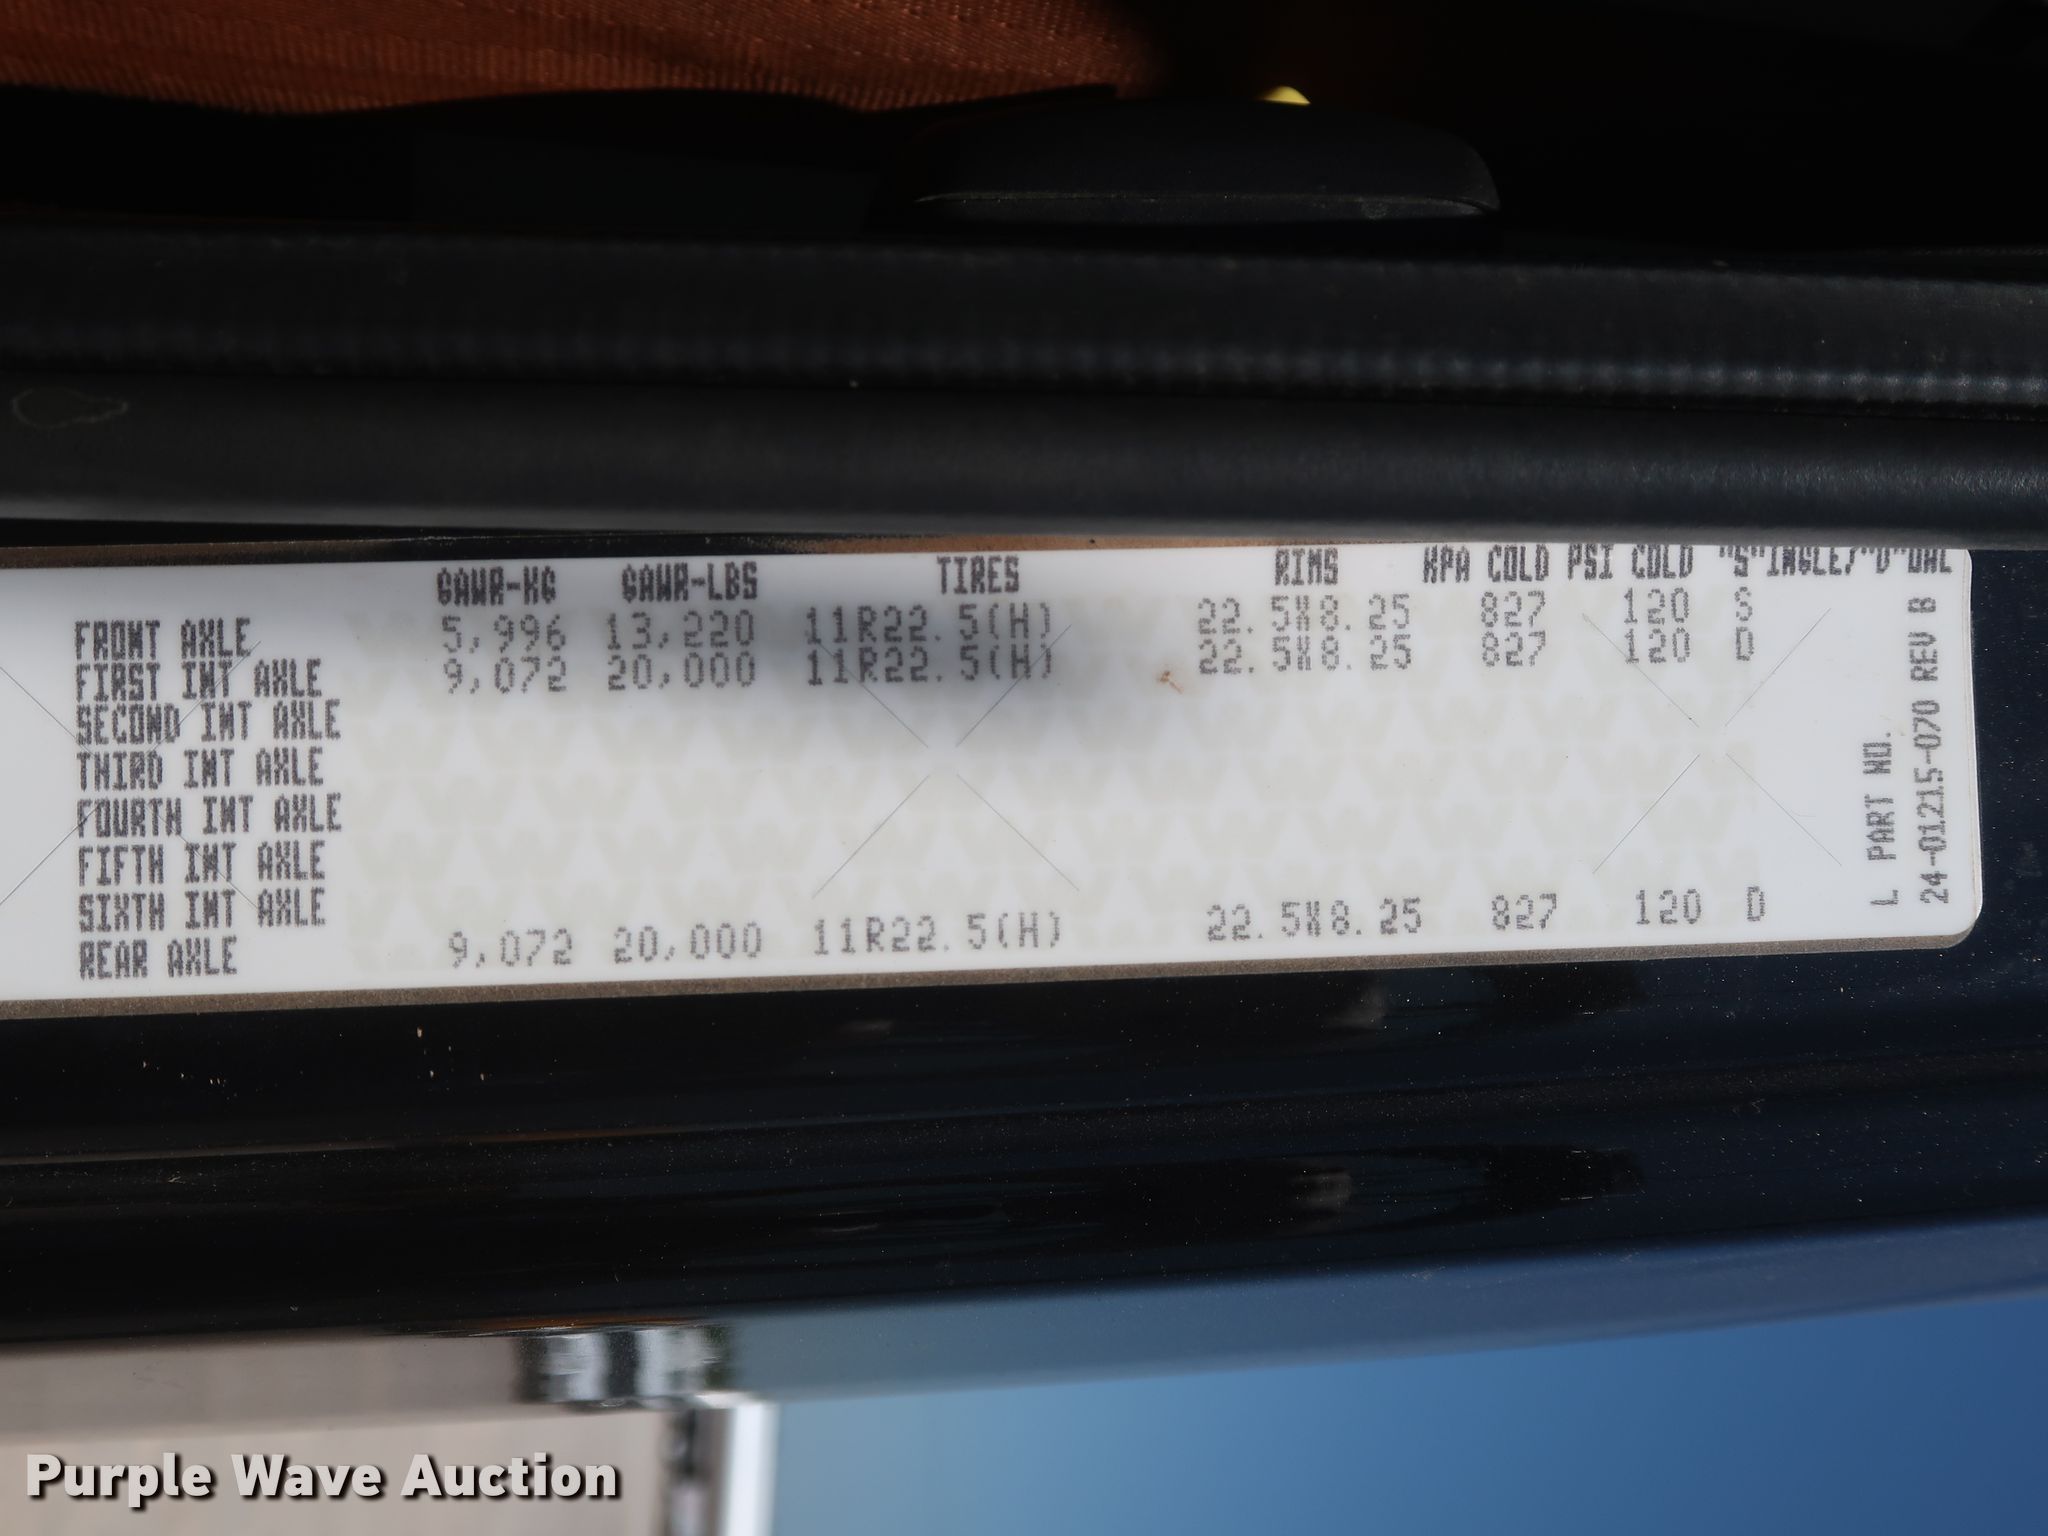 GAWR-KG GAWR-LBS TIRES RIMS KPA COLD PSI COLD "S"INGLE/"D"UAL
FRONT AXLE 5,996 13,220 11R22.5(H) 22.5X8.25 827 120 S
FIRST INT AXLE 9,072 20,000 11R22.5(H) 22.5X8.25 827 120 D
SECOND INT AXLE
THIRD INT AXLE
FOURTH INT AXLE
FIFTH INT AXLE
SIXTH INT AXLE
REAR AXLE 9,072 20,000 11R22.5(H) 22.5X8.25 827 120 D
L PART NO.
24-01215-070 REV B
Purple Wave Auction